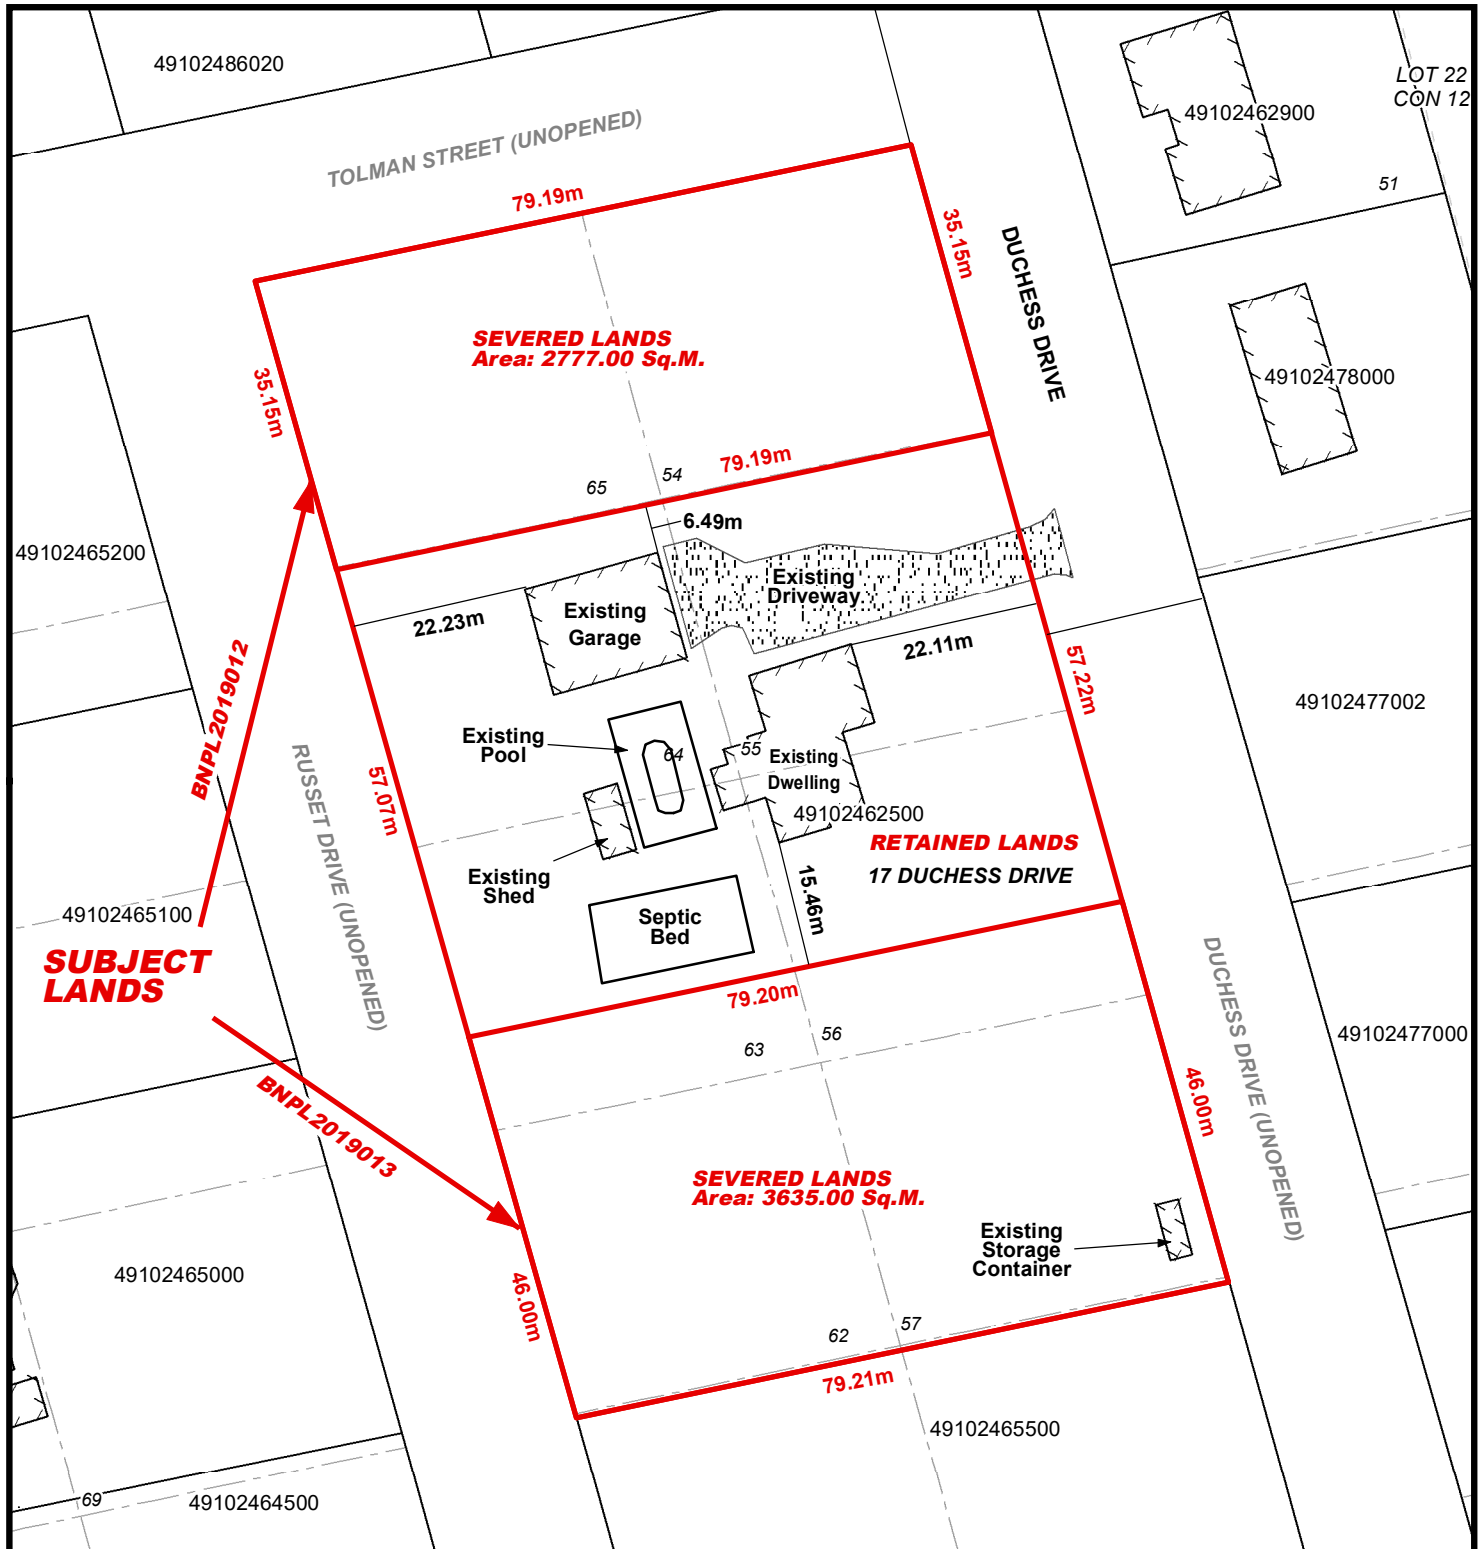 49102486020
LOT 22
CON 12
49102462900
TOLMAN STREET (UNOPENED)
51
79.19m
35.15m
DUCHESS DRIVE
SEVERED LANDS
Area: 2777.00 Sq.M.
49102478000
35.15m
79.19m
54
65
6.49m
49102465200
Existing
Driveway
Existing
Garage
22.23m
22.11m
57.22m
BNPL2019012
49102477002
Existing
Pool
64
55
Existing
Dwelling
57.07m
RUSSET DRIVE (UNOPENED)
49102462500
RETAINED LANDS
17 DUCHESS DRIVE
Existing
Shed
15.46m
49102465100
Septic
Bed
SUBJECT
LANDS
79.20m
DUCHESS DRIVE (UNOPENED)
49102477000
56
63
46.00m
BNPL2019013
SEVERED LANDS
Area: 3635.00 Sq.M.
Existing
Storage
Container
49102465000
46.00m
57
62
79.21m
49102465500
69
49102464500